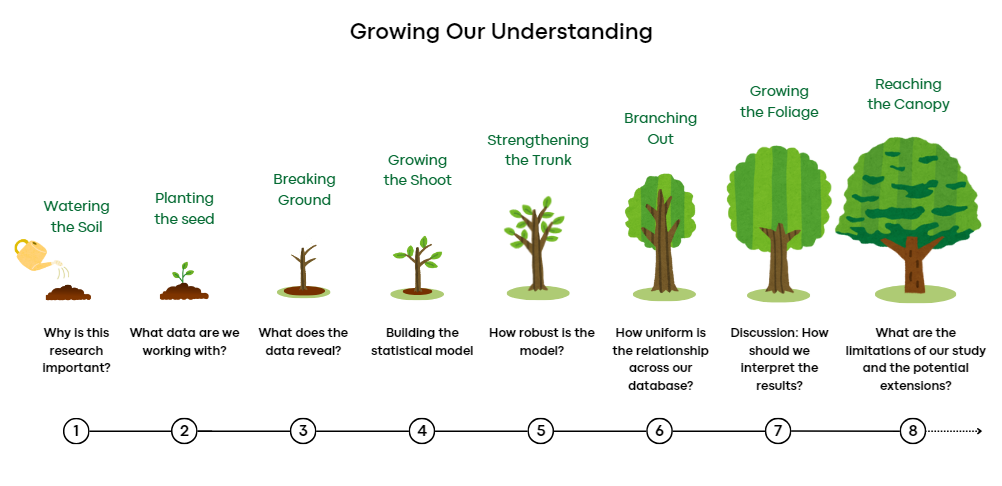 Growing Our Understanding
Watering
the Soil
Planting
the seed
Breaking
Ground
Growing
the Shoot
Strengthening
the Trunk
Branching
Out
Growing
the Foliage
Reaching
the Canopy
Why is this
research
important?
What data are we
working with?
What does the
data reveal?
Building the
statistical model
How robust is the
model?
How uniform is
the relationship
across our
database?
Discussion: How
should we
interpret the
results?
What are the
limitations of our study
and the potential
extensions?
1
2
3
4
5
6
7
8